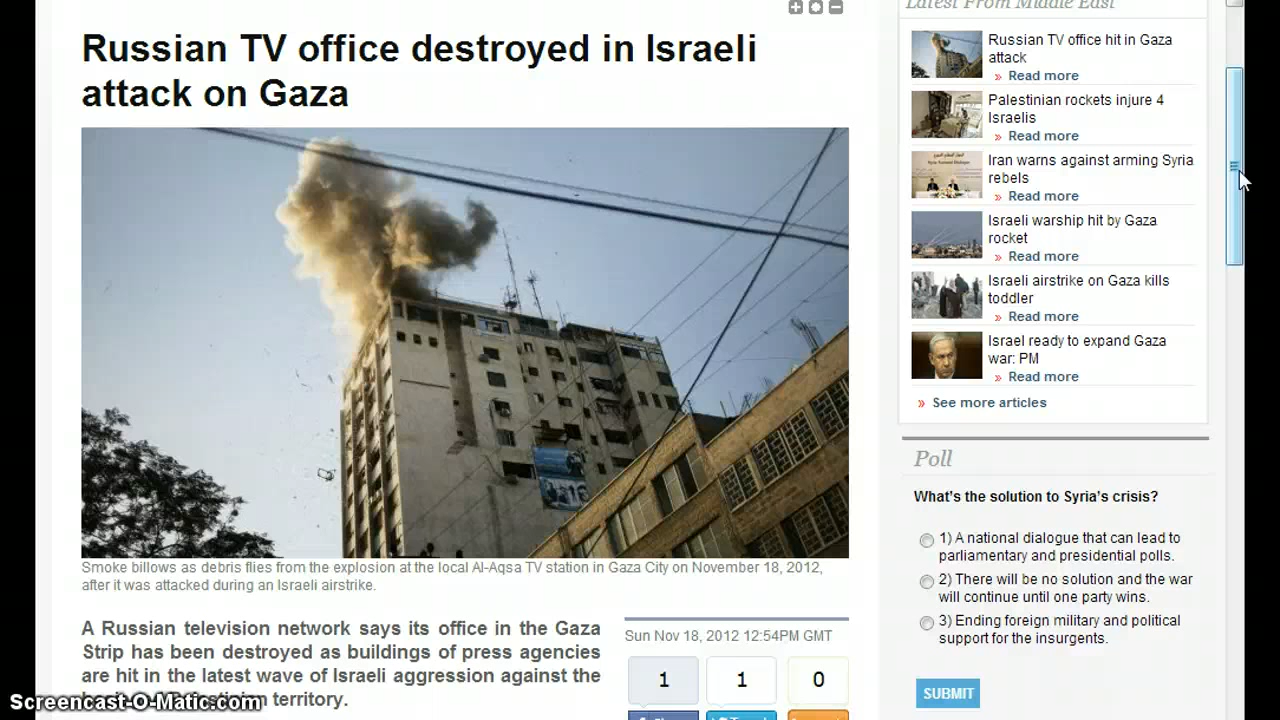 Russian TV office destroyed in Israeli
attack on Gaza
Smoke billows as debris flies from the explosion at the local Al-Aqsa TV station in Gaza City on November 18, 2012,
after it was attacked during an Israeli airstrike.
A Russian television network says its office in the Gaza
Strip has been destroyed as buildings of press agencies
are hit in the latest wave of Israeli aggression against the
territory.
Sun Nov 18, 2012 12:54PM GMT
1 1 0
Latest From Middle East
Russian TV office hit in Gaza
attack
» Read more
Palestinian rockets injure 4
Israelis
» Read more
Iran warns against arming Syria
rebels
» Read more
Israeli warship hit by Gaza
rocket
» Read more
Israeli airstrike on Gaza kills
toddler
» Read more
Israel ready to expand Gaza
war: PM
» Read more
» See more articles
Poll
What's the solution to Syria's crisis?
1) A national dialogue that can lead to
parliamentary and presidential polls.
2) There will be no solution and the war
will continue until one party wins.
3) Ending foreign military and political
support for the insurgents.
SUBMIT
Screencast-O-Matic.com